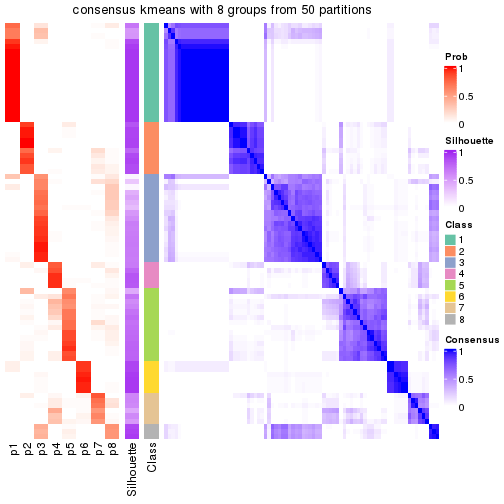 consensus kmeans with 8 groups from 50 partitions
Prob
1
0.5
0
Silhouette
1
0.5
0
Class
1
2
3
4
5
6
7
8
Consensus
1
0.5
0
p1
p2
p3
p4
p5
p6
p7
p8
Silhouette
Class